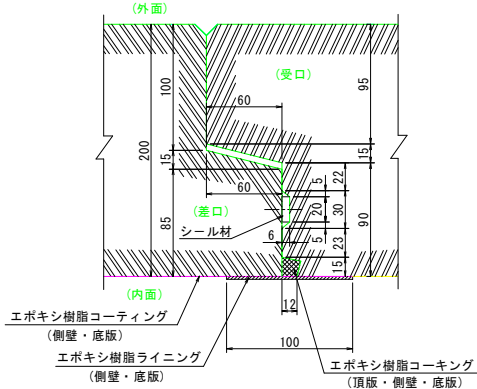 (外面)
(受口)
60
100
95
200
15
15
60
5
22
(差口)
20
30
85
90
シール材
6
5
23
15
(内面)
12
エポキシ樹脂コーティング
(側壁・底版)
エポキシ樹脂ライニング
(側壁・底版)
100
エポキシ樹脂コーキング
(頂版・側壁・底版)